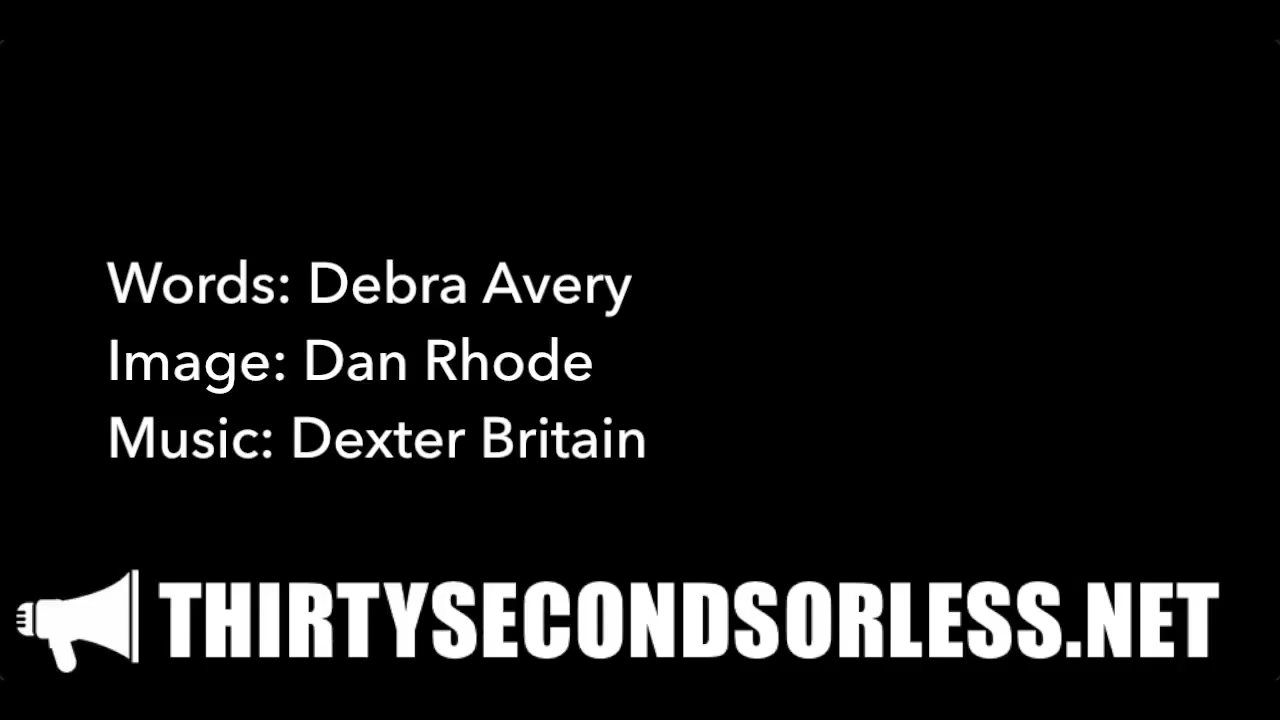 Words: Debra Avery
Image: Dan Rhode
Music: Dexter Britain
THIRTYSECONDSORLESS.NET